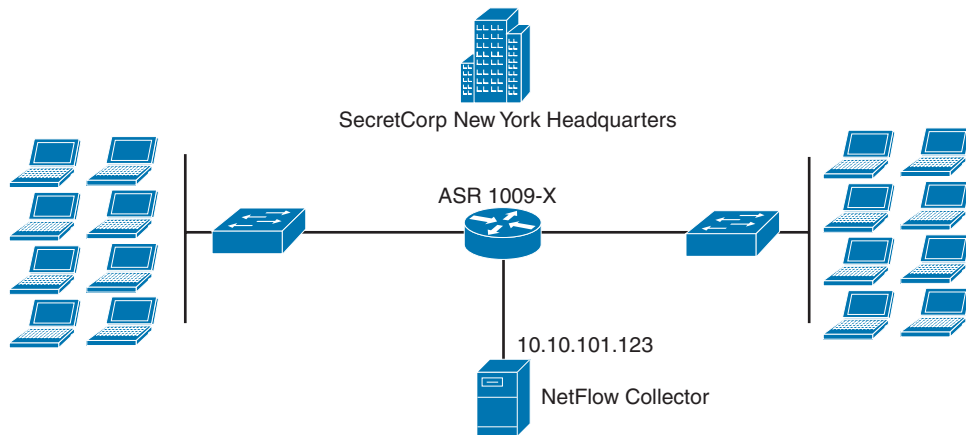 SecretCorp New York Headquarters
ASR 1009-X
10.10.101.123
NetFlow Collector